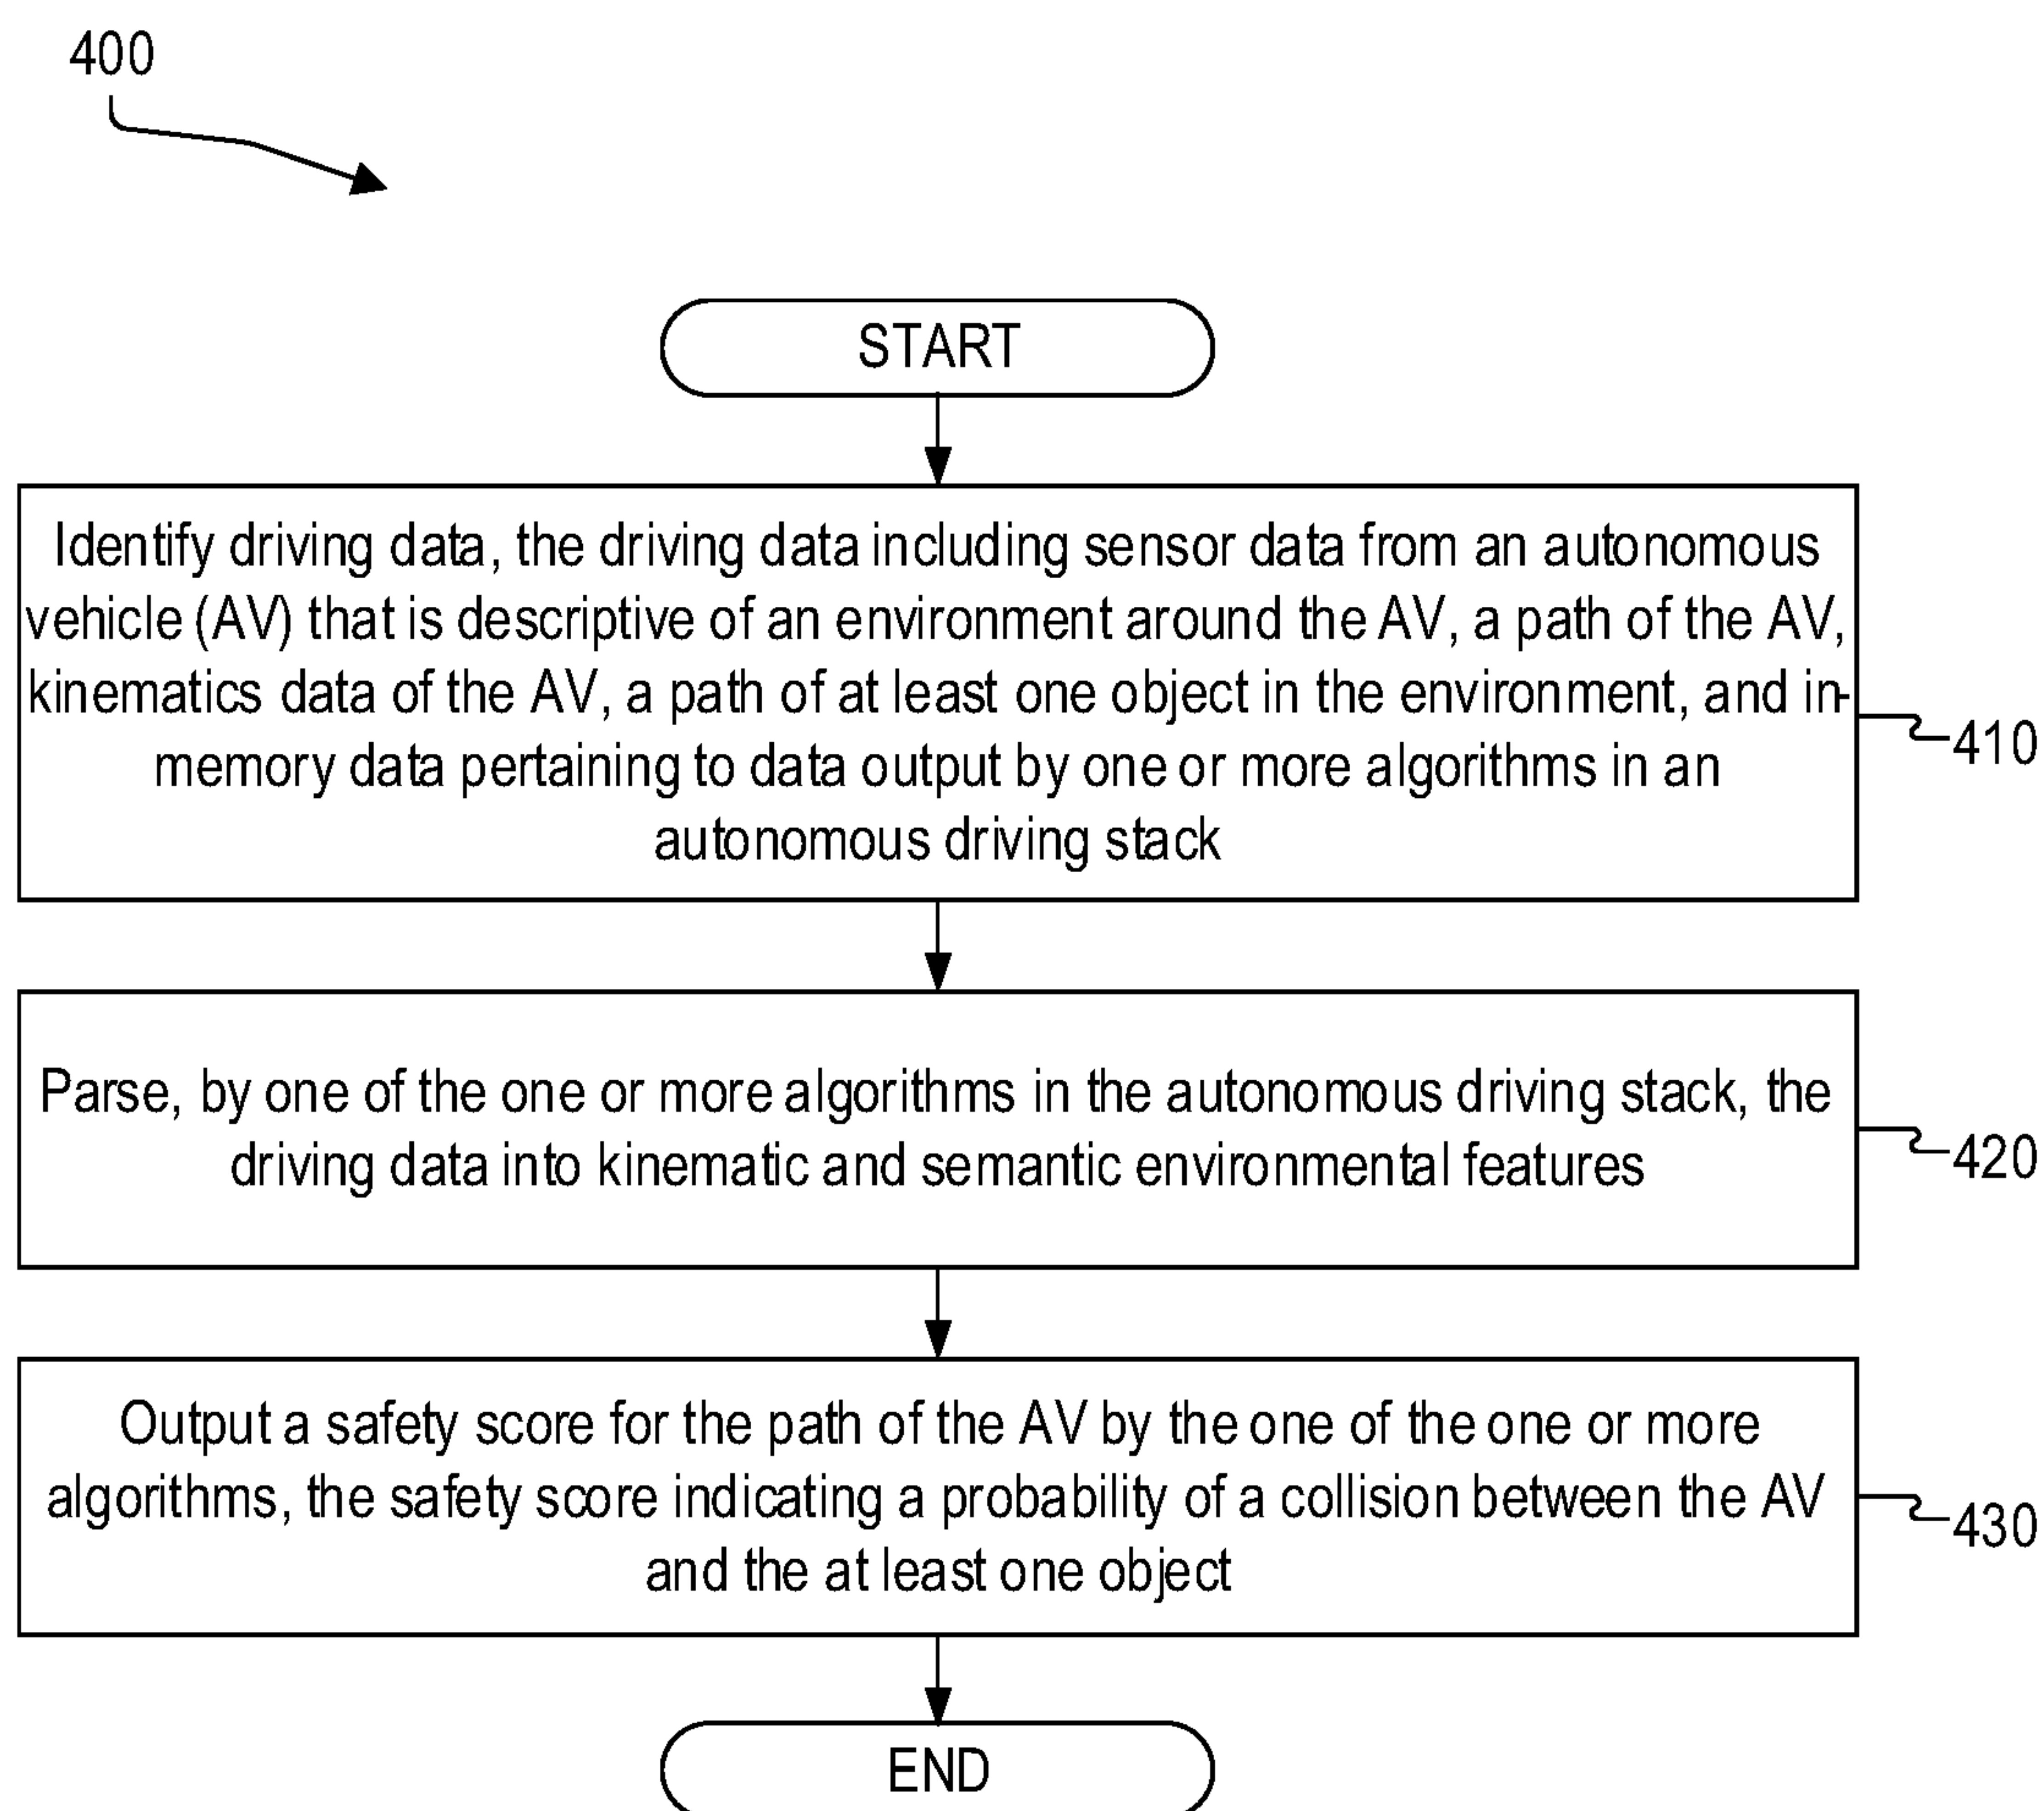 400
START
Identify driving data, the driving data including sensor data from an autonomous
vehicle (AV) that is descriptive of an environment around the AV, a path of the AV,
kinematics data of the AV, a path of at least one object in the environment, and in-
memory data pertaining to data output by one or more algorithms in an
autonomous driving stack
410
Parse, by one of the one or more algorithms in the autonomous driving stack, the
driving data into kinematic and semantic environmental features
420
Output a safety score for the path of the AV by the one of the one or more
algorithms, the safety score indicating a probability of a collision between the AV
and the at least one object
430
END